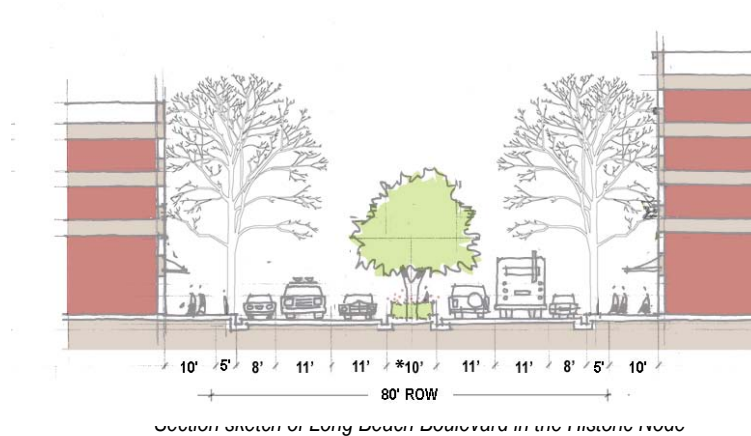 10' 5' 8' 11' 11' *10' 11' 11' 8' 5' 10'
80' ROW
Section sketch of Long Beach Boulevard in the Historic Node